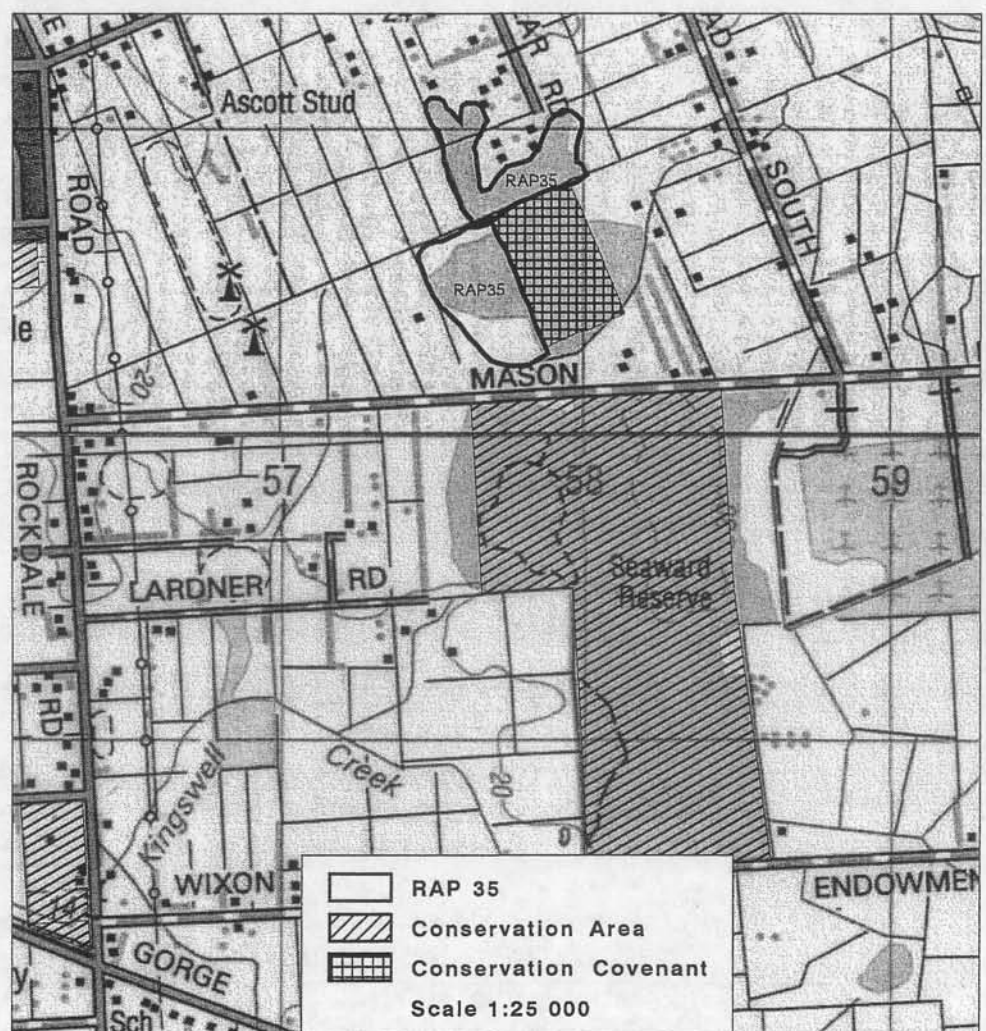 Ascott Stud
RD
RAP35
ROAD
SOUTH
RAP35
20
MASON
57
58
59
ROCKDALE
LARDNER
RD
Seaward
Reserve
RD
Kingswell
Creek
20
WIXON
ENDOWMEN
GORGE
Sch
RAP 35
Conservation Area
Conservation Covenant
Scale 1:25 000